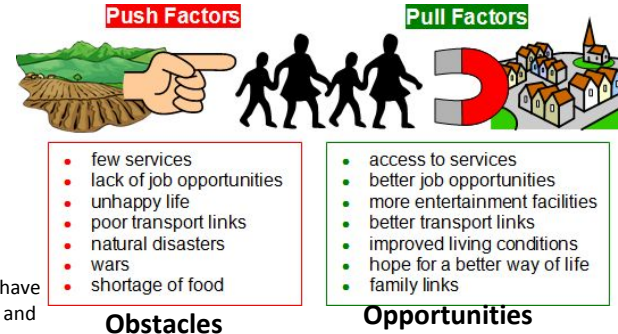 Push Factors
Pull Factors
few services
lack of job opportunities
unhappy life
poor transport links
natural disasters
wars
shortage of food
access to services
better job opportunities
more entertainment facilities
better transport links
improved living conditions
hope for a better way of life
family links
have
and
Obstacles
Opportunities